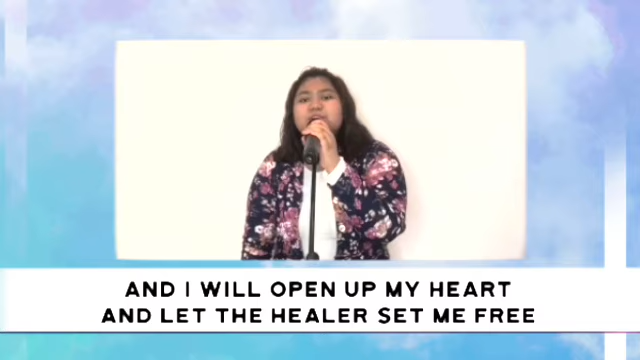 AND I WILL OPEN UP MY HEART
AND LET THE HEALER SET ME FREE